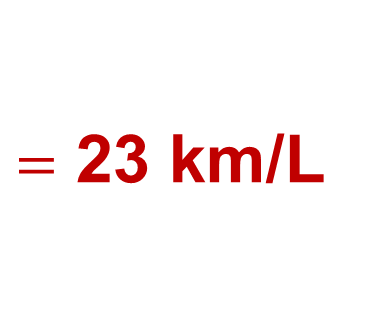 = 23 km/L